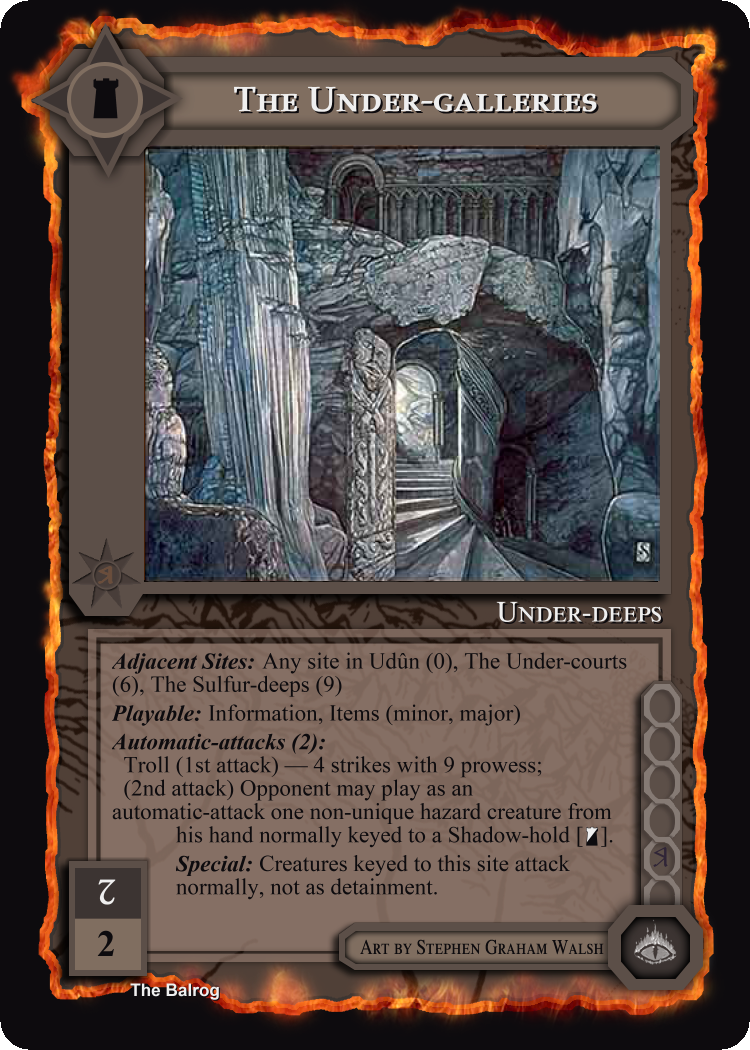 The Under-galleries
Under-deeps
Adjacent Sites: Any site in Udûn (0), The Under-courts
(6), The Sulfur-deeps (9)
Playable: Information, Items (minor, major)
Automatic-attacks (2):
Troll (1st attack) — 4 strikes with 9 prowess;
(2nd attack) Opponent may play as an
automatic-attack one non-unique hazard creature from
his hand normally keyed to a Shadow-hold [ ].
Special: Creatures keyed to this site attack
normally, not as detainment.
2
Art by Stephen Graham Walsh
The Balrog